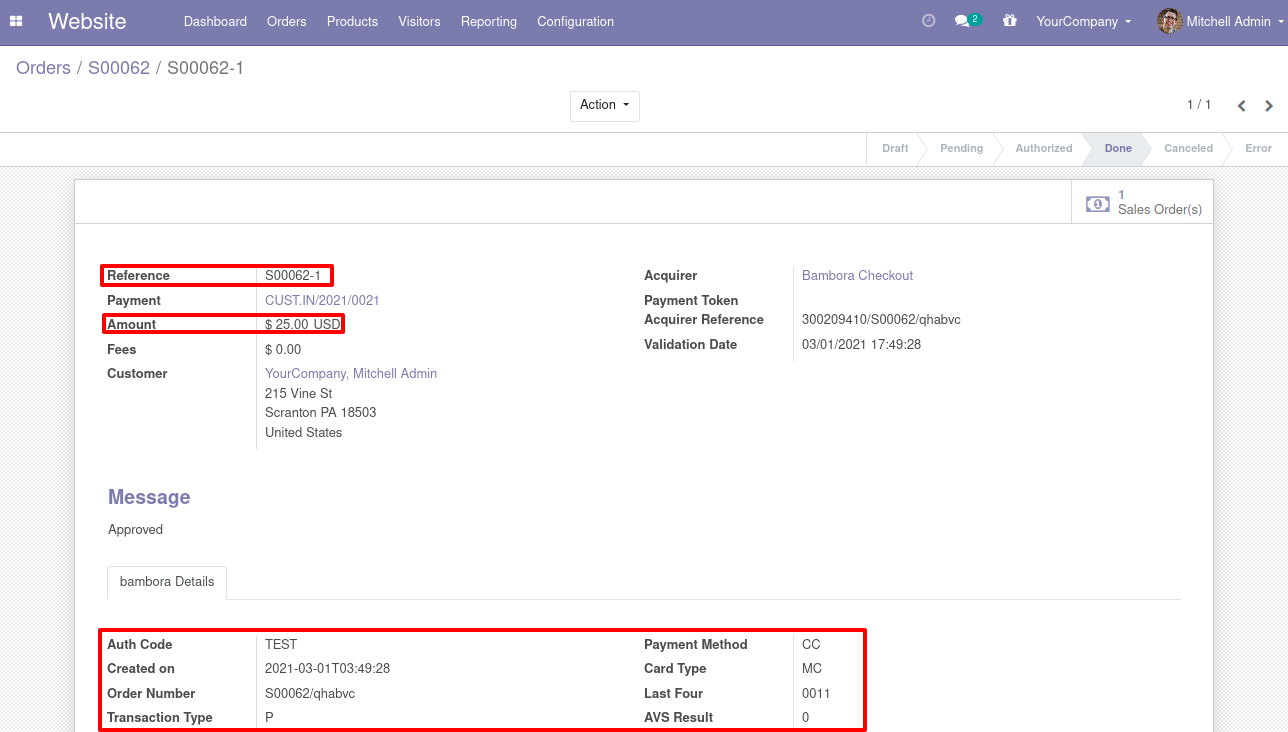 Website Dashboard Orders Products Visitors Reporting Configuration 2 YourCompany Mitchell Admin
Orders / S00062 / S00062-1
Action 1 / 1
Draft Pending Authorized Done Canceled Error
1
Sales Order(s)
Reference S00062-1 Acquirer Bambora Checkout
Payment CUST.IN/2021/0021 Payment Token
Amount $ 25.00 USD Acquirer Reference 300209410/S00062/qhabvc
Fees $ 0.00 Validation Date 03/01/2021 17:49:28
Customer YourCompany, Mitchell Admin
215 Vine St
Scranton PA 18503
United States
Message
Approved
bambora Details
Auth Code TEST Payment Method CC
Created on 2021-03-01T03:49:28 Card Type MC
Order Number S00062/qhabvc Last Four 0011
Transaction Type P AVS Result 0